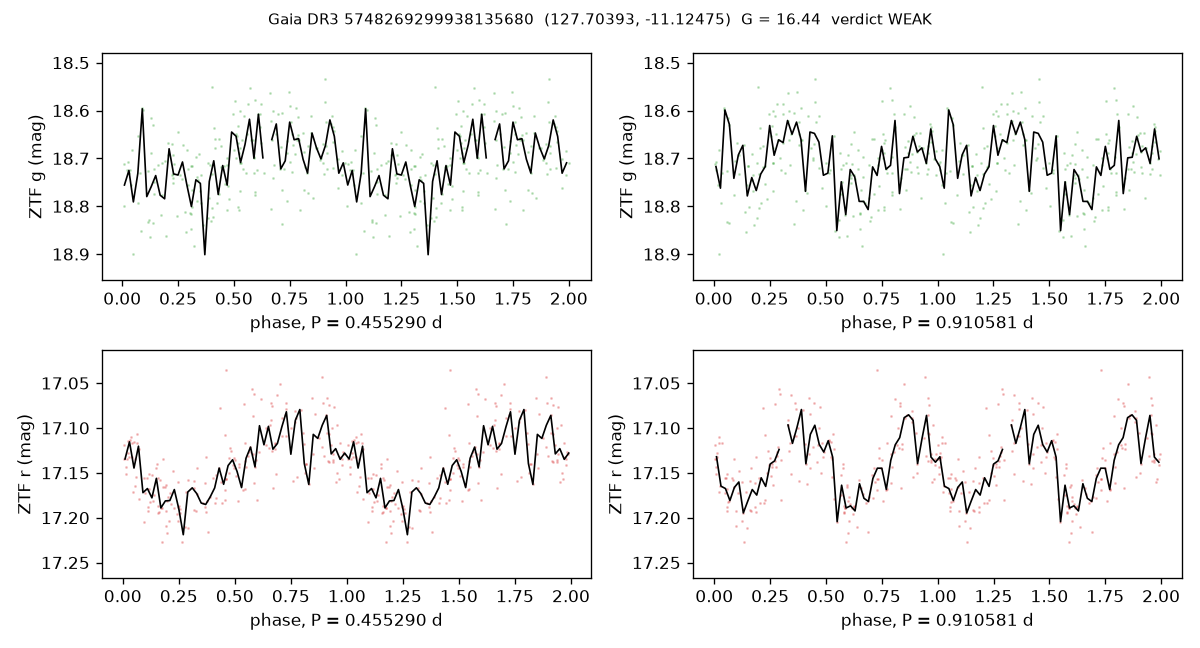 Gaia DR3 5748269299938135680 (127.70393, -11.12475) G = 16.44 verdict WEAK
18.5
18.6
18.7
18.8
18.9
ZTF g (mag)
0.00 0.25 0.50 0.75 1.00 1.25 1.50 1.75 2.00
phase, P = 0.455290 d
18.5
18.6
18.7
18.8
18.9
ZTF g (mag)
0.00 0.25 0.50 0.75 1.00 1.25 1.50 1.75 2.00
phase, P = 0.910581 d
17.05
17.10
17.15
17.20
17.25
ZTF r (mag)
0.00 0.25 0.50 0.75 1.00 1.25 1.50 1.75 2.00
phase, P = 0.455290 d
17.05
17.10
17.15
17.20
17.25
ZTF r (mag)
0.00 0.25 0.50 0.75 1.00 1.25 1.50 1.75 2.00
phase, P = 0.910581 d